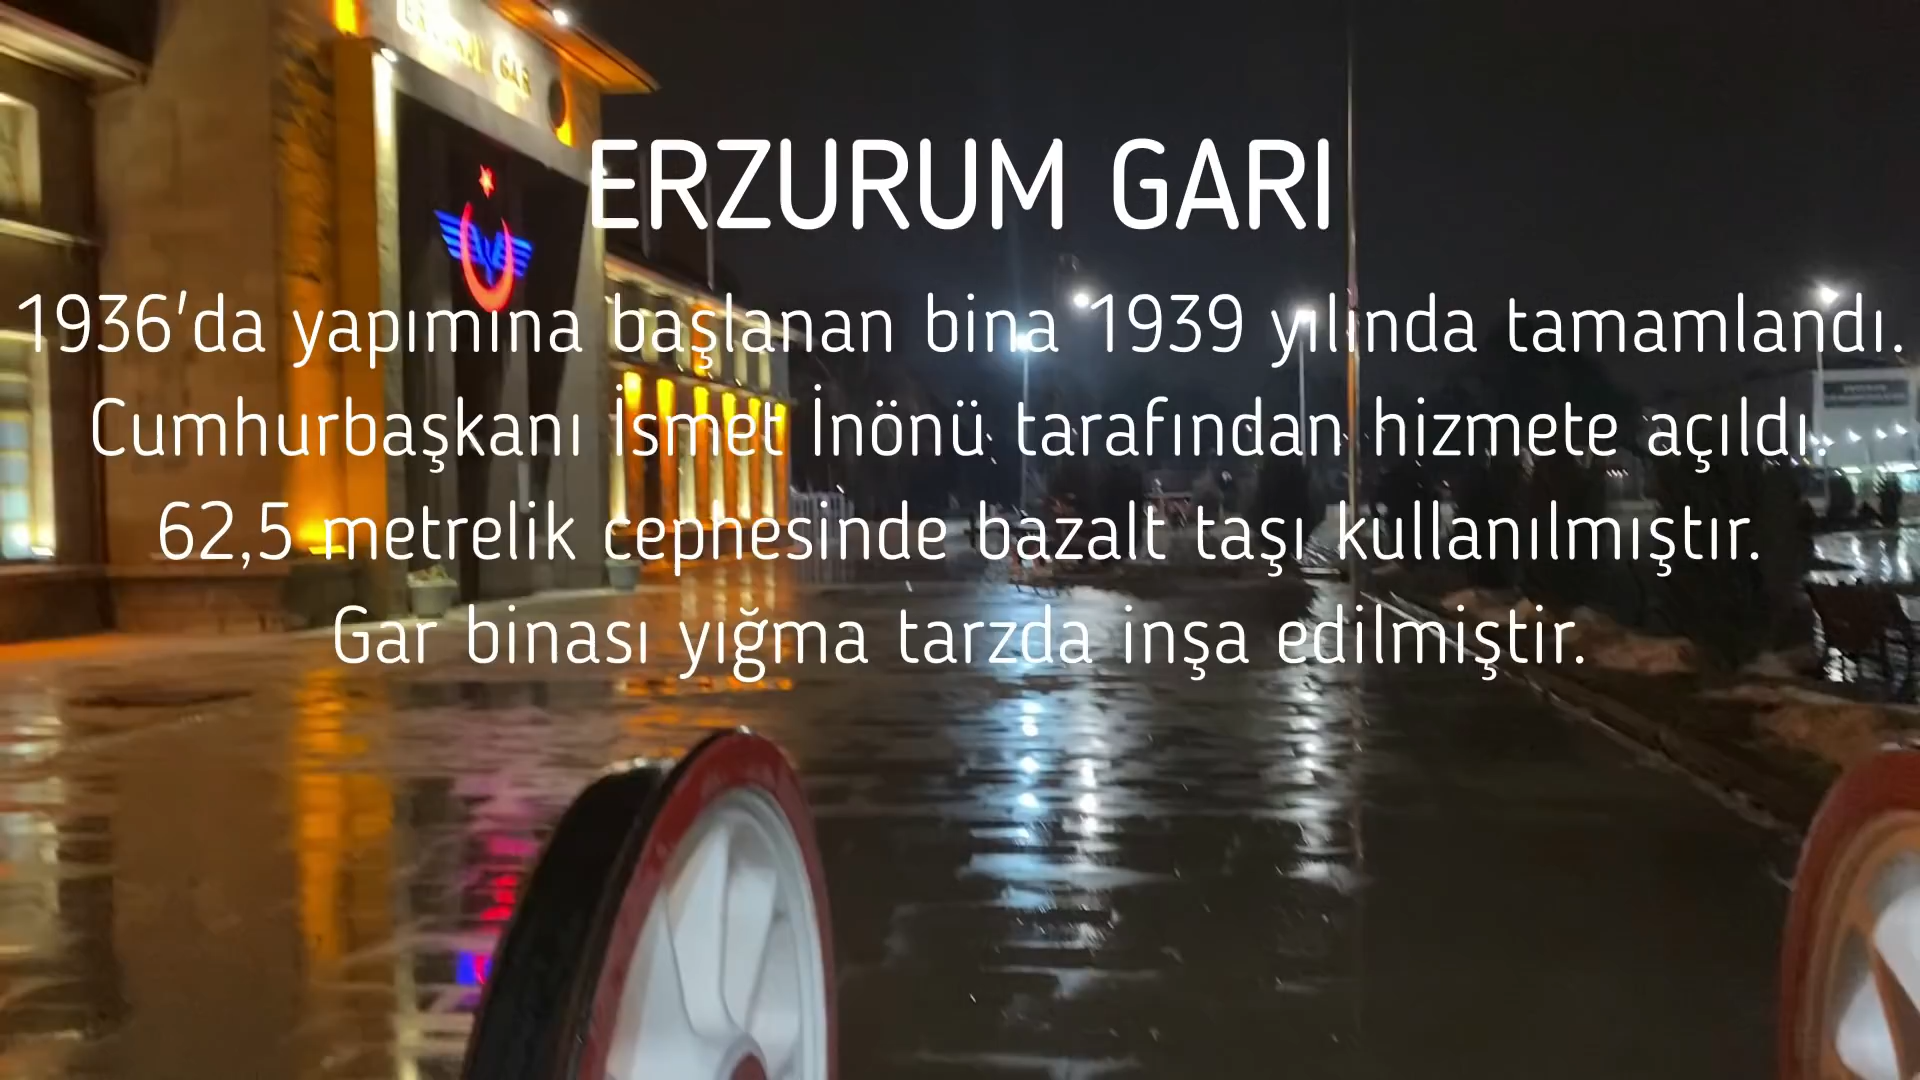 ERZURUM GARI
1936'da yapımına başlanan bina 1939 yılında tamamlandı.
Cumhurbaşkanı İsmet İnönü tarafından hizmete açıldı.
62,5 metrelik cephesinde bazalt taşı kullanılmıştır.
Gar binası yığma tarzda inşa edilmiştir.